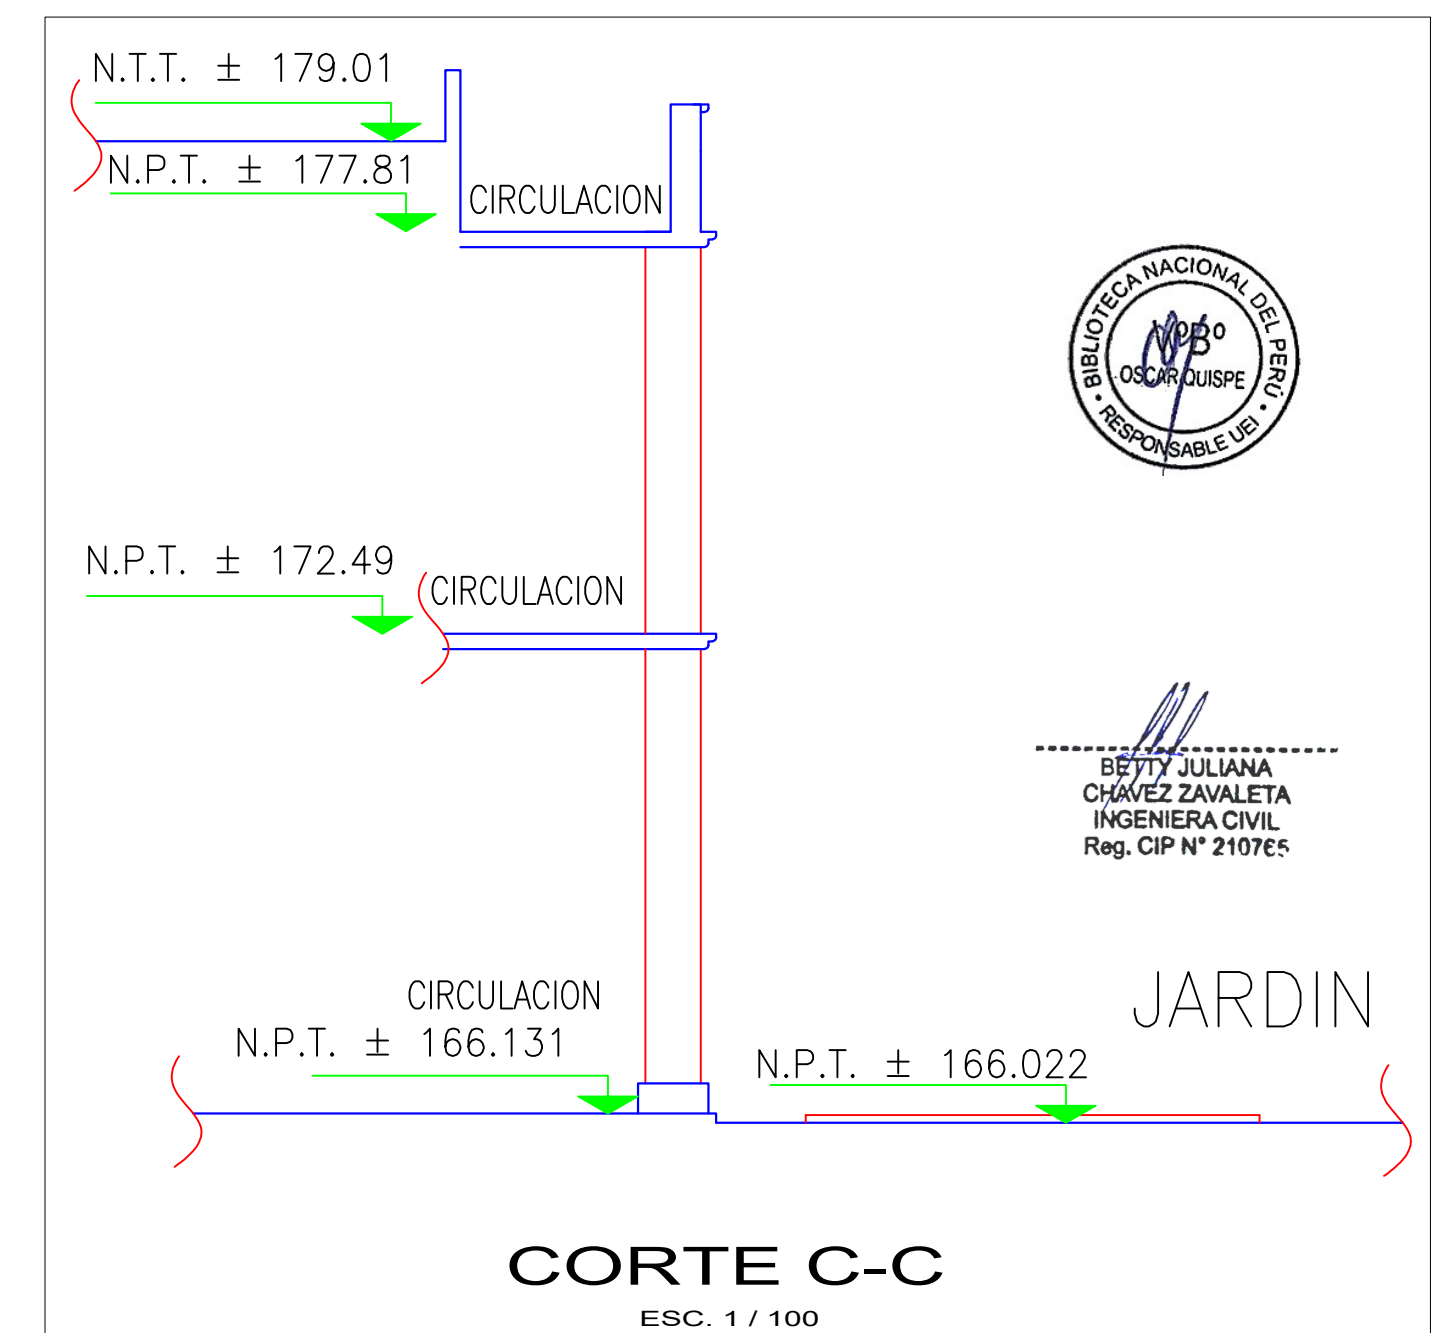 N.T.T. ± 179.01
N.P.T. ± 177.81
CIRCULACION
BIBLIOTECA NACIONAL DEL PERÚ
VºBº
OSCAR QUISPE
• RESPONSABLE UEI •
N.P.T. ± 172.49
CIRCULACION
BETTY JULIANA
CHAVEZ ZAVALETA
INGENIERA CIVIL
Reg. CIP N° 210765
CIRCULACION
JARDIN
N.P.T. ± 166.131
N.P.T. ± 166.022
CORTE C-C
ESC. 1 / 100